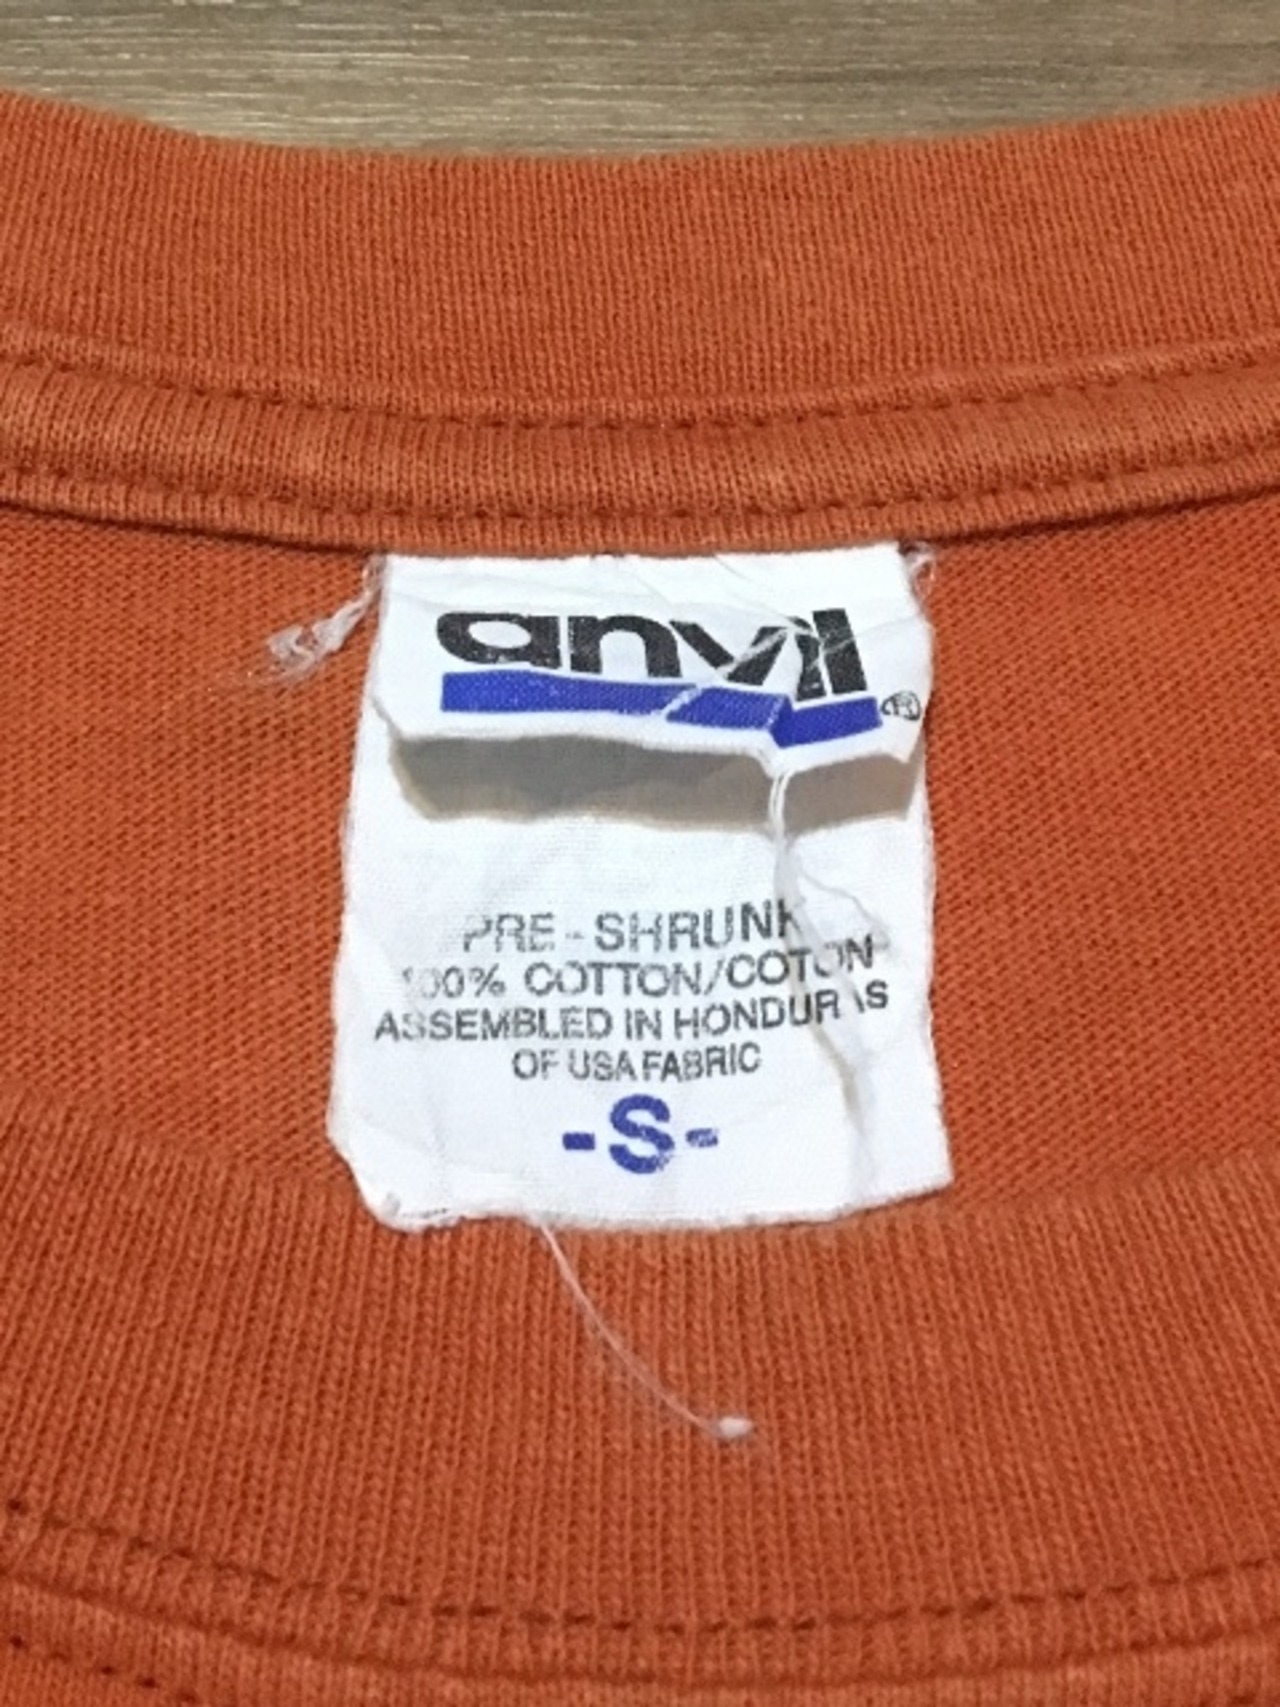 anvil®
PRE-SHRUNK
100% COTTON/COTON
ASSEMBLED IN HONDURAS
OF USA FABRIC
-S-